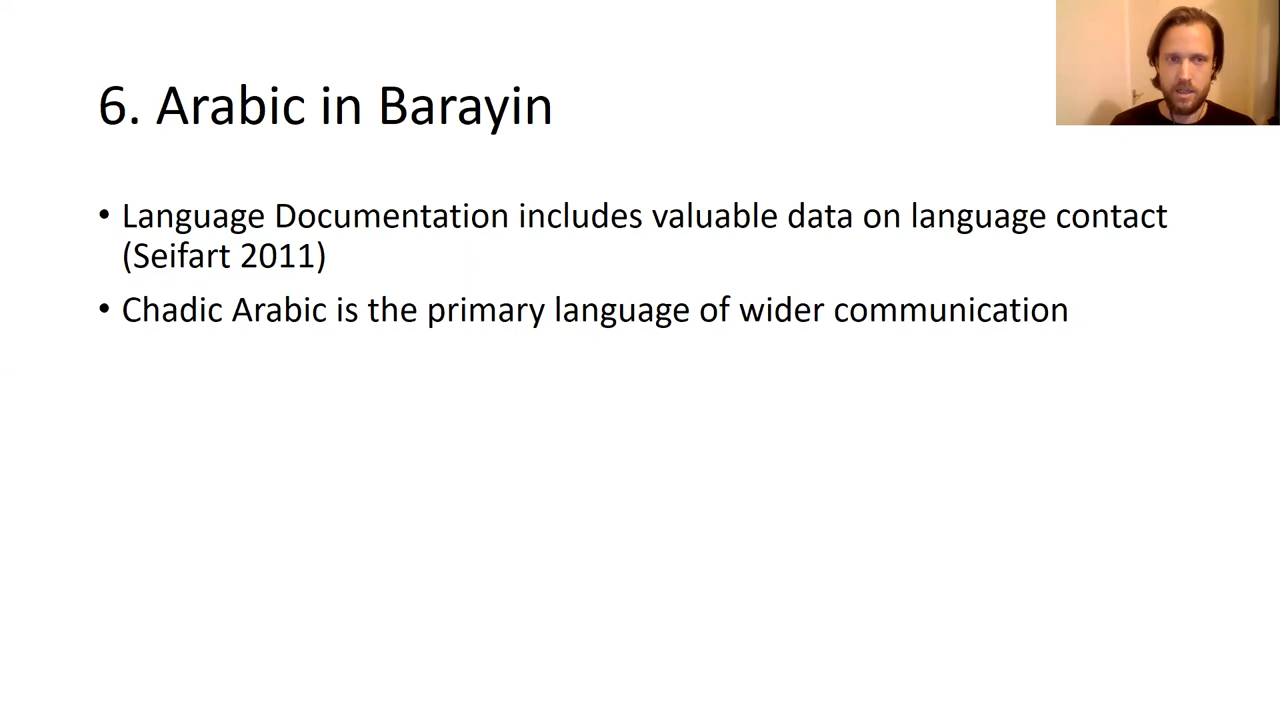 6. Arabic in Barayin
• Language Documentation includes valuable data on language contact
(Seifart 2011)
• Chadic Arabic is the primary language of wider communication